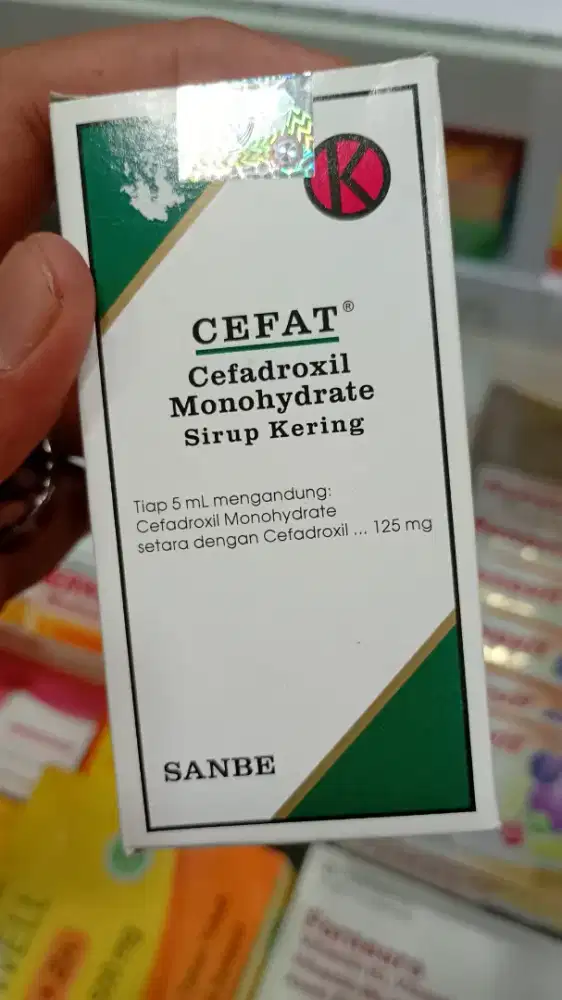 K
CEFAT®
Cefadroxil
Monohydrate
Sirup Kering
Tiap 5 mL mengandung:
Cefadroxil Monohydrate
setara dengan Cefadroxil ... 125 mg
SANBE